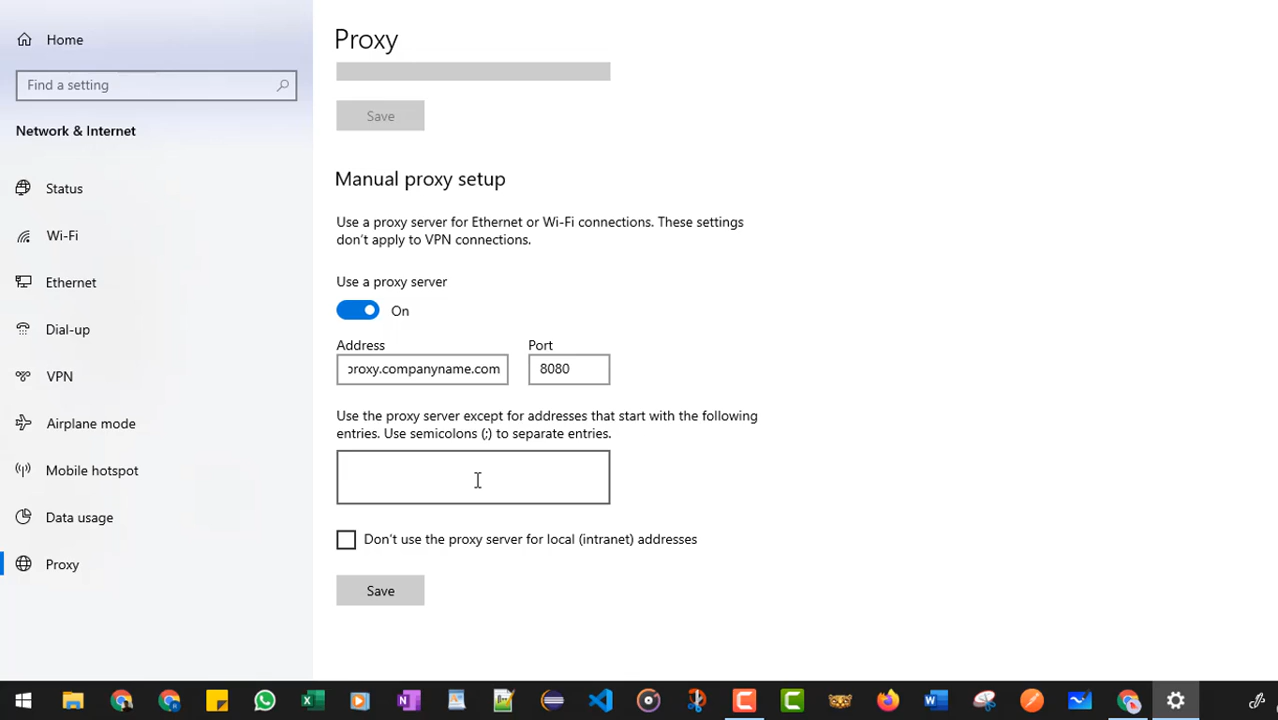 Home
Find a setting
Network & Internet
Status
Wi-Fi
Ethernet
Dial-up
VPN
Airplane mode
Mobile hotspot
Data usage
Proxy
Proxy
Save
Manual proxy setup
Use a proxy server for Ethernet or Wi-Fi connections. These settings
don't apply to VPN connections.
Use a proxy server
On
Address
Port
proxy.companyname.com
8080
Use the proxy server except for addresses that start with the following
entries. Use semicolons (;) to separate entries.
Don't use the proxy server for local (intranet) addresses
Save